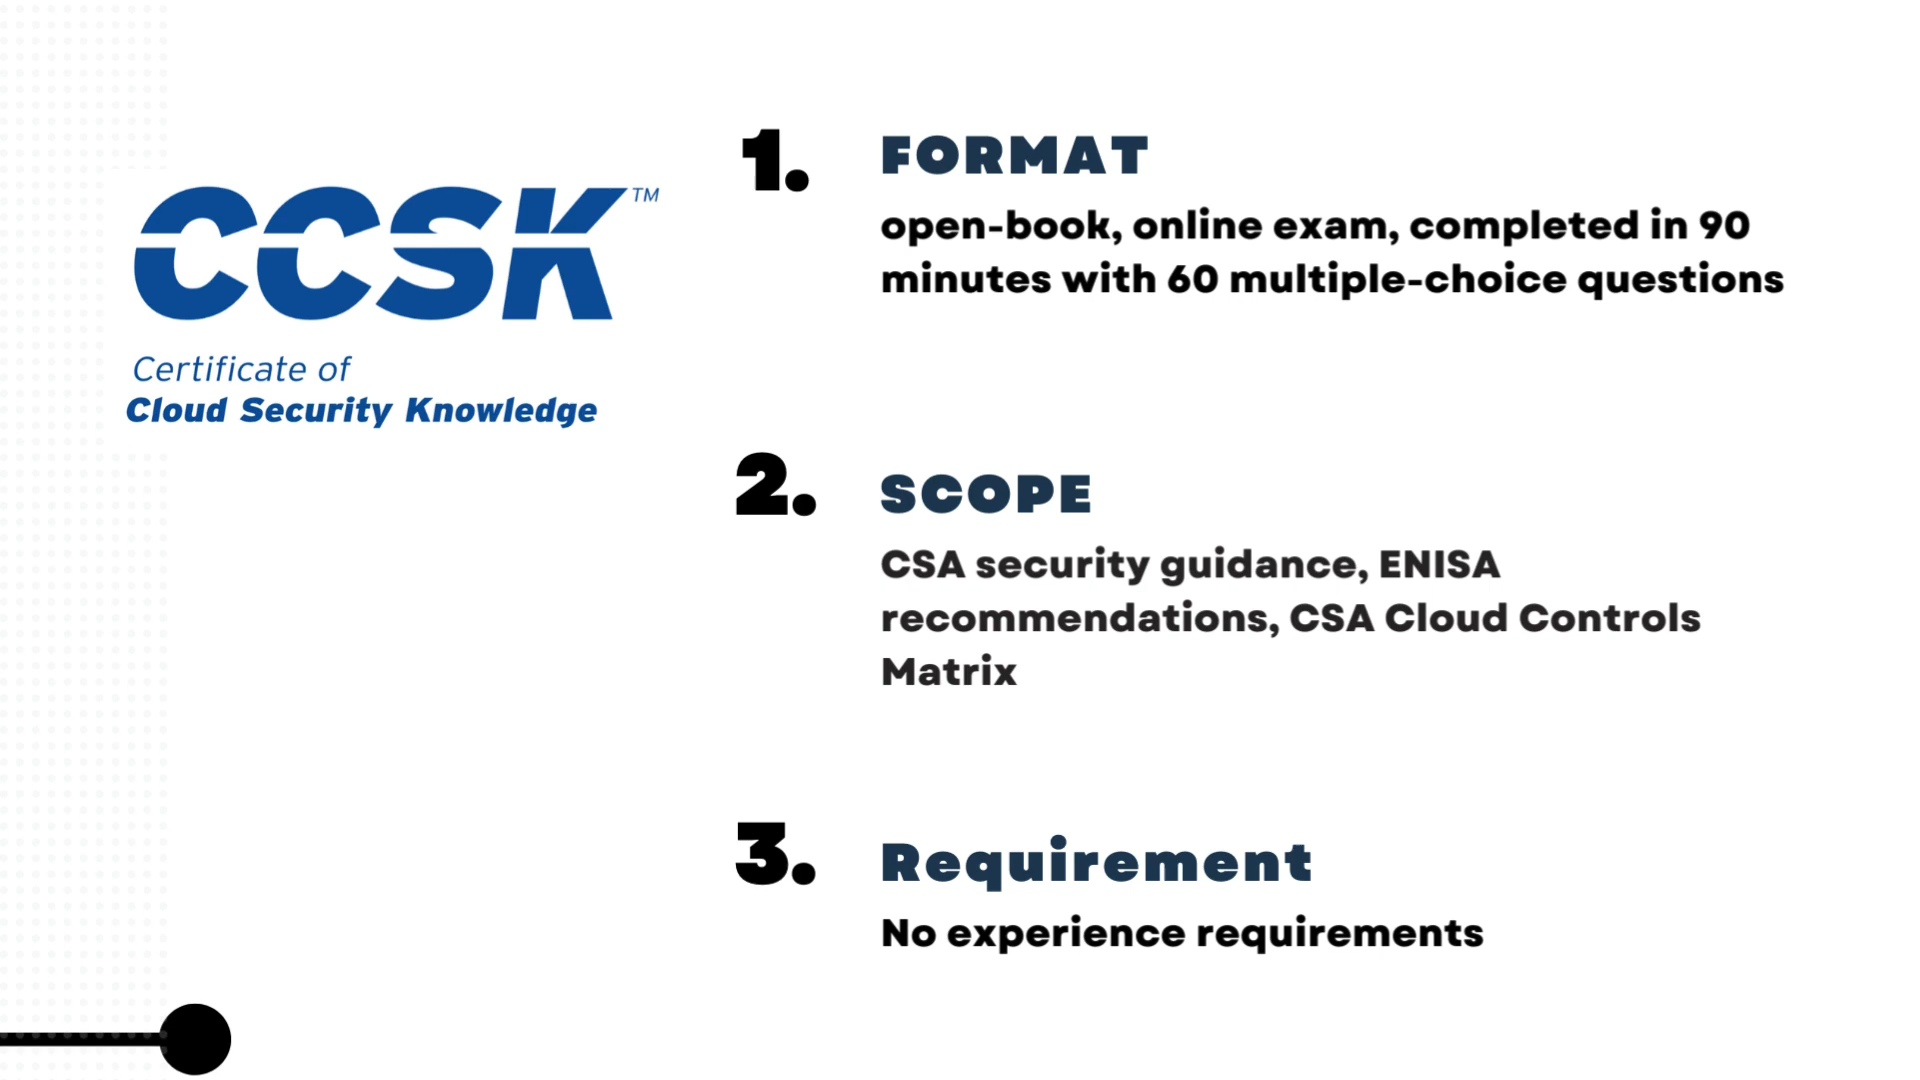 CCSK™
Certificate of
Cloud Security Knowledge
1.
FORMAT
open-book, online exam, completed in 90
minutes with 60 multiple-choice questions
2.
SCOPE
CSA security guidance, ENISA
recommendations, CSA Cloud Controls
Matrix
3.
Requirement
No experience requirements